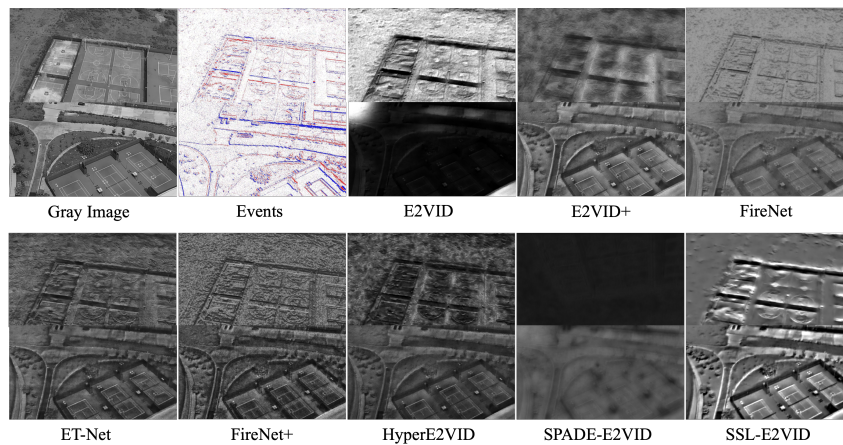 Gray Image
Events
E2VID
E2VID+
FireNet
ET-Net
FireNet+
HyperE2VID
SPADE-E2VID
SSL-E2VID